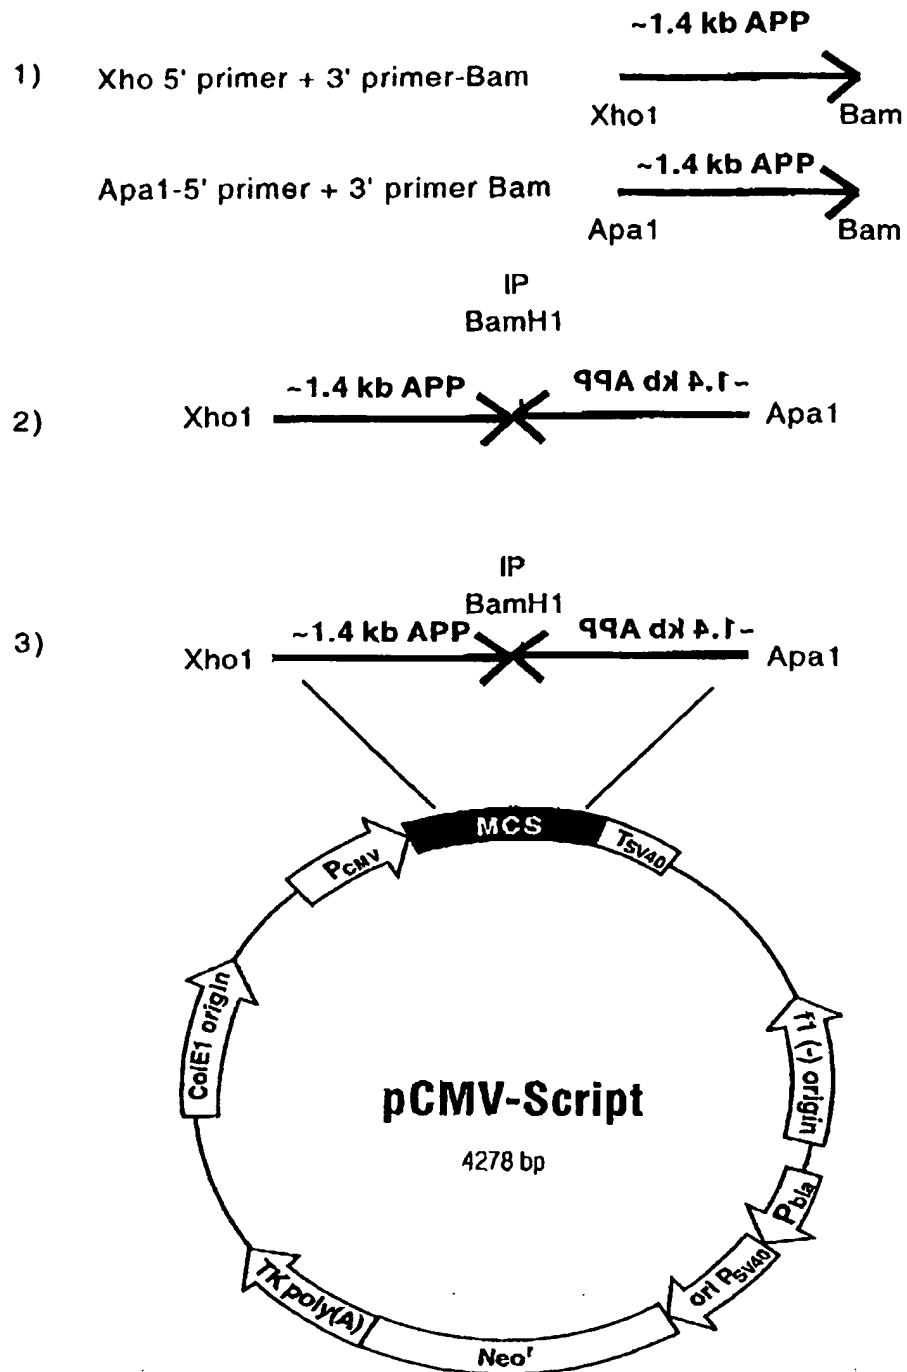 ~1.4 kb APP
1) Xho 5' primer + 3' primer-Bam
Xho1 Bam
~1.4 kb APP
Apa1-5' primer + 3' primer Bam
Apa1 Bam
IP
BamH1
~1.4 kb APP ~1.4 kb APP
2) Xho1 Apa1
IP
BamH1
~1.4 kb APP ~1.4 kb APP
3) Xho1 Apa1
MCS
PCMV
TSV40
ColE1 origin
f1 (-) origin
pCMV-Script
4278 bp
Pbla
ori PSV40
TK poly(A)
Neor